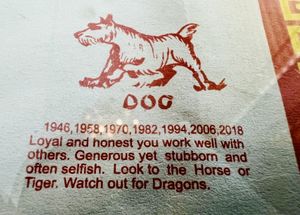 DOG
1946,1958,1970,1982,1994,2006,2018
Loyal and honest you work well with
others. Generous yet stubborn and
often selfish. Look to the Horse or
Tiger. Watch out for Dragons.